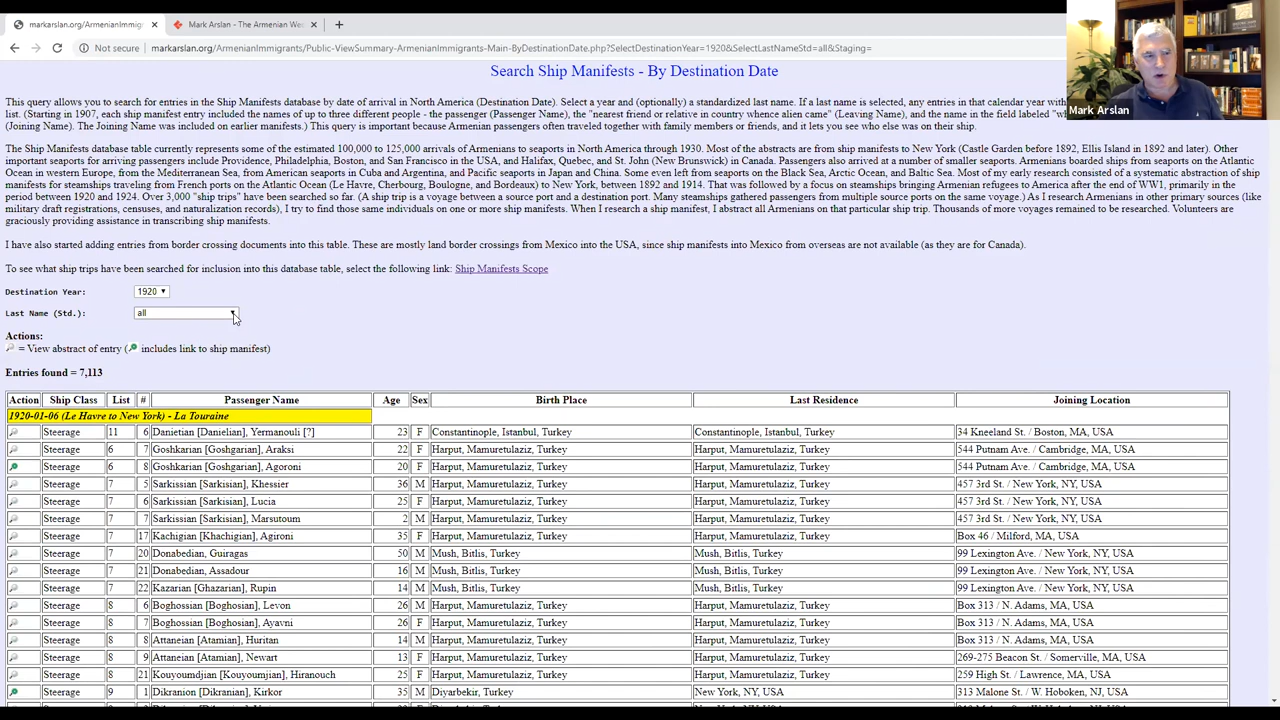 markarslan.org/ArmenianImmig
Mark Arslan - The Armenian We
Not secure markarslan.org/ArmenianImmigrants/Public-ViewSummary-ArmenianImmigrants-Main-ByDestinationDate.php?SelectDestinationYear=1920&SelectLastNameStd=all&Staging=
Mark Arslan
Search Ship Manifests - By Destination Date
This query allows you to search for entries in the Ship Manifests database by date of arrival in North America (Destination Date). Select a year and (optionally) a standardized last name. If a last name is selected, any entries in that calendar year
list. (Starting in 1907, each ship manifest entry included the names of up to three different people - the passenger (Passenger Name), the "nearest friend or relative in country whence alien came" (Leaving Name), and the name in the field labeled
(Joining Name). The Joining Name was included on earlier manifests.) This query is important because Armenian passengers often traveled together with family members or friends, and it lets you see who else was on their ship.
The Ship Manifests database table currently represents some of the estimated 100,000 to 125,000 arrivals of Armenians to seaports in North America through 1930. Most of the abstracts are from ship manifests to New York (Castle Garden before 1892, Ellis Island in 1892 and later). Other
important seaports for arriving passengers include Providence, Philadelphia, Boston, and San Francisco in the USA, and Halifax, Quebec, and St. John (New Brunswick) in Canada. Passengers also arrived at a number of smaller seaports. Armenians boarded ships from seaports on the Atlantic
Ocean in western Europe, from the Mediterranean Sea, from American seaports in Cuba and Argentina, and Pacific seaports in Japan and China. Some even left from seaports on the Black Sea, Arctic Ocean, and Baltic Sea. Most of my early research consisted of a systematic abstraction of ship
manifests for steamships traveling from French ports on the Atlantic Ocean (Le Havre, Cherbourg, Boulogne, and Bordeaux) to New York, between 1892 and 1914. That was followed by a focus on steamships bringing Armenian refugees to America after the end of WW1, primarily in the
period between 1920 and 1924. Over 3,000 "ship trips" have been searched so far. (A ship trip is a voyage between a source port and a destination port. Many steamships gathered passengers from multiple source ports on the same voyage.) As I research Armenians in other primary sources (like
military draft registrations, censuses, and naturalization records), I try to find those same individuals on one or more ship manifests. When I research a ship manifest, I abstract all Armenians on that particular ship trip. Thousands of more voyages remained to be researched. Volunteers are
graciously providing assistance in transcribing ship manifests.
I have also started adding entries from border crossing documents into this table. These are mostly land border crossings from Mexico into the USA, since ship manifests into Mexico from overseas are not available (as they are for Canada).
To see what ship trips have been searched for inclusion into this database table, select the following link: Ship Manifests Scope
Destination Year: 1920
Last Name (Std.): all
Actions:
= View abstract of entry ( includes link to ship manifest)
Entries found = 7,113
Action Ship Class List # Passenger Name Age Sex Birth Place Last Residence Joining Location
1920-01-06 (Le Havre to New York) - La Touraine
Steerage 11 6 Danietian [Danielian], Yermanouli [?] 23 F Constantinople, Istanbul, Turkey Constantinople, Istanbul, Turkey 34 Kneeland St. / Boston, MA, USA
Steerage 6 7 Goshkarian [Goshgarian], Araksi 22 F Harput, Mamuretulaziz, Turkey Harput, Mamuretulaziz, Turkey 544 Putnam Ave. / Cambridge, MA, USA
Steerage 6 8 Goshkarian [Goshgarian], Agoroni 20 F Harput, Mamuretulaziz, Turkey Harput, Mamuretulaziz, Turkey 544 Putnam Ave. / Cambridge, MA, USA
Steerage 7 5 Sarkissian [Sarkisian], Khessier 36 M Harput, Mamuretulaziz, Turkey Harput, Mamuretulaziz, Turkey 457 3rd St. / New York, NY, USA
Steerage 7 6 Sarkissian [Sarkisian], Lucia 25 F Harput, Mamuretulaziz, Turkey Harput, Mamuretulaziz, Turkey 457 3rd St. / New York, NY, USA
Steerage 7 7 Sarkissian [Sarkisian], Marsutoum 2 M Harput, Mamuretulaziz, Turkey Harput, Mamuretulaziz, Turkey 457 3rd St. / New York, NY, USA
Steerage 7 17 Kachigian [Khachigian], Agironi 35 F Harput, Mamuretulaziz, Turkey Harput, Mamuretulaziz, Turkey Box 46 / Milford, MA, USA
Steerage 7 20 Donabedian, Guiragas 50 M Mush, Bitlis, Turkey Mush, Bitlis, Turkey 99 Lexington Ave. / New York, NY, USA
Steerage 7 21 Donabedian, Assadour 16 M Mush, Bitlis, Turkey Mush, Bitlis, Turkey 99 Lexington Ave. / New York, NY, USA
Steerage 7 22 Kazarian [Ghazarian], Rupin 14 M Mush, Bitlis, Turkey Mush, Bitlis, Turkey 99 Lexington Ave. / New York, NY, USA
Steerage 8 6 Boghossian [Boghosian], Levon 26 M Harput, Mamuretulaziz, Turkey Harput, Mamuretulaziz, Turkey Box 313 / N. Adams, MA, USA
Steerage 8 7 Boghossian [Boghosian], Ayavni 26 F Harput, Mamuretulaziz, Turkey Harput, Mamuretulaziz, Turkey Box 313 / N. Adams, MA, USA
Steerage 8 8 Attaneian [Atamian], Huritan 14 M Harput, Mamuretulaziz, Turkey Harput, Mamuretulaziz, Turkey Box 313 / N. Adams, MA, USA
Steerage 8 9 Attaneian [Atamian], Newart 13 F Harput, Mamuretulaziz, Turkey Harput, Mamuretulaziz, Turkey 269-275 Beacon St. / Somerville, MA, USA
Steerage 8 21 Kouyoumdjian [Kouyoumjian], Hiranouch 25 F Harput, Mamuretulaziz, Turkey Harput, Mamuretulaziz, Turkey 259 High St. / Lawrence, MA, USA
Steerage 9 1 Dikranion [Dikranian], Kirkor 35 M Diyarbekir, Turkey New York, NY, USA 313 Malone St. / W. Hoboken, NJ, USA